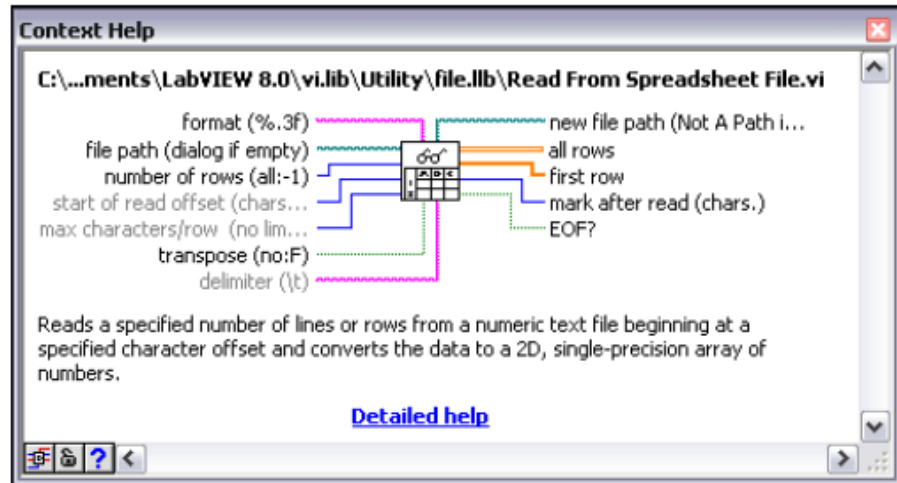 Context Help
C:\...ments\LabVIEW 8.0\vi.lib\Utility\file.llb\Read From Spreadsheet File.vi
format (%.3f)
file path (dialog if empty)
number of rows (all:-1)
start of read offset (chars...
max characters/row (no lim...
transpose (no:F)
delimiter (\t)
new file path (Not A Path i...
all rows
first row
mark after read (chars.)
EOF?
Reads a specified number of lines or rows from a numeric text file beginning at a
specified character offset and converts the data to a 2D, single-precision array of
numbers.
Detailed help
?